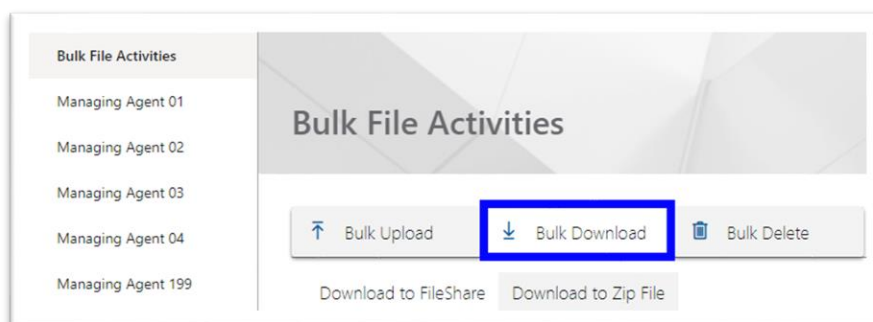 Bulk File Activities
Managing Agent 01
Managing Agent 02
Managing Agent 03
Managing Agent 04
Managing Agent 199
Bulk File Activities
Bulk Upload Bulk Download Bulk Delete
Download to FileShare Download to Zip File